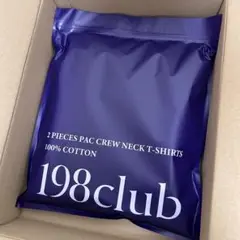 2 PIECES PAC CREW NECK T-SHIRTS
100% COTTON
198club